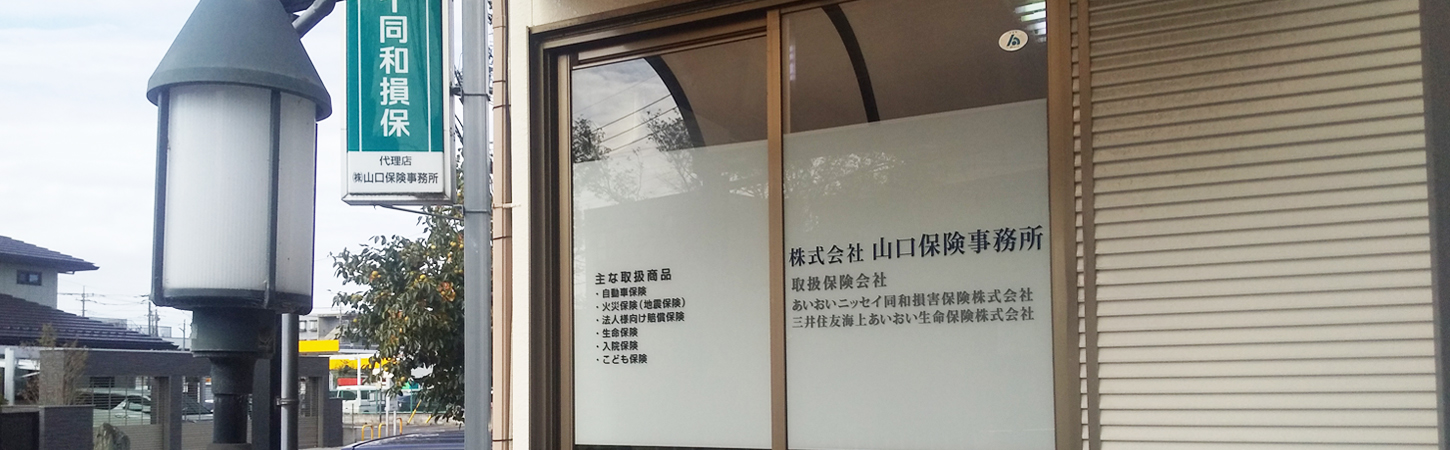 同和損保
代理店
㈱山口保険事務所
主な取扱商品
・自動車保険
・火災保険(地震保険)
・法人様向け賠償保険
・生命保険
・入院保険
・こども保険
株式会社 山口保険事務所
取扱保険会社
あいおいニッセイ同和損害保険株式会社
三井住友海上あいおい生命保険株式会社